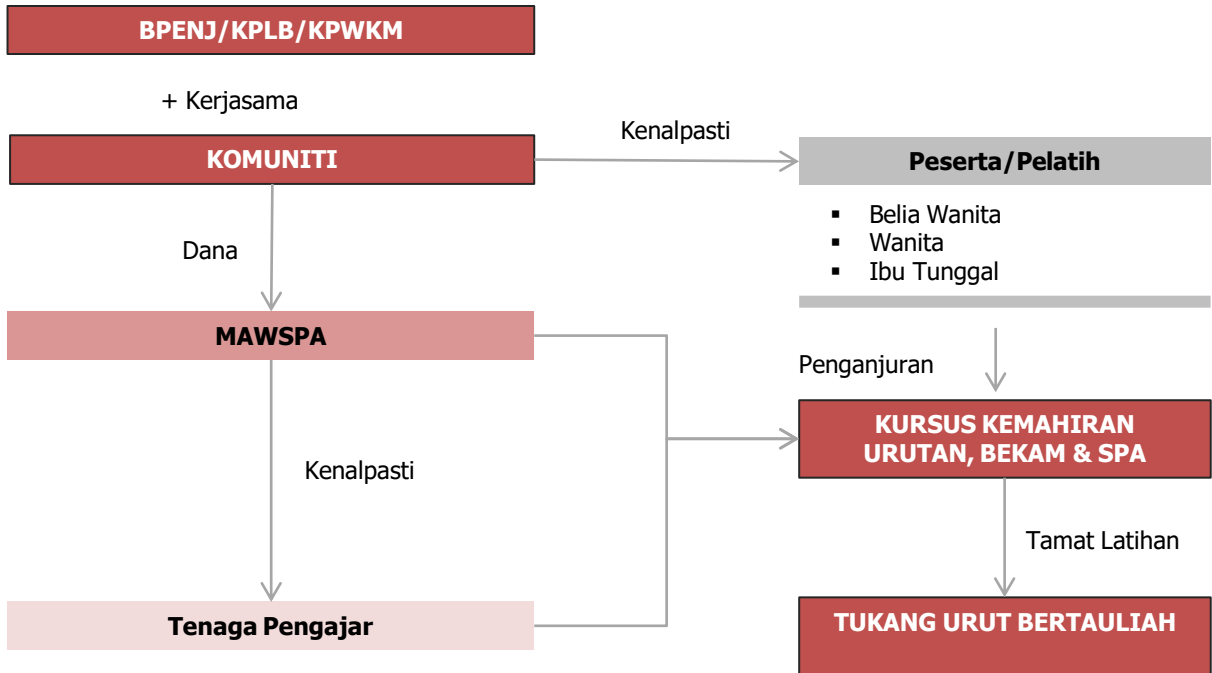 BPENJ/KPLB/KPWKM
+ Kerjasama
KOMUNITI
Kenalpasti
Peserta/Pelatih
▪ Belia Wanita
▪ Wanita
▪ Ibu Tunggal
Dana
MAWSPA
Penganjuran
KURSUS KEMAHIRAN
URUTAN, BEKAM & SPA
Kenalpasti
Tamat Latihan
Tenaga Pengajar
TUKANG URUT BERTAULIAH